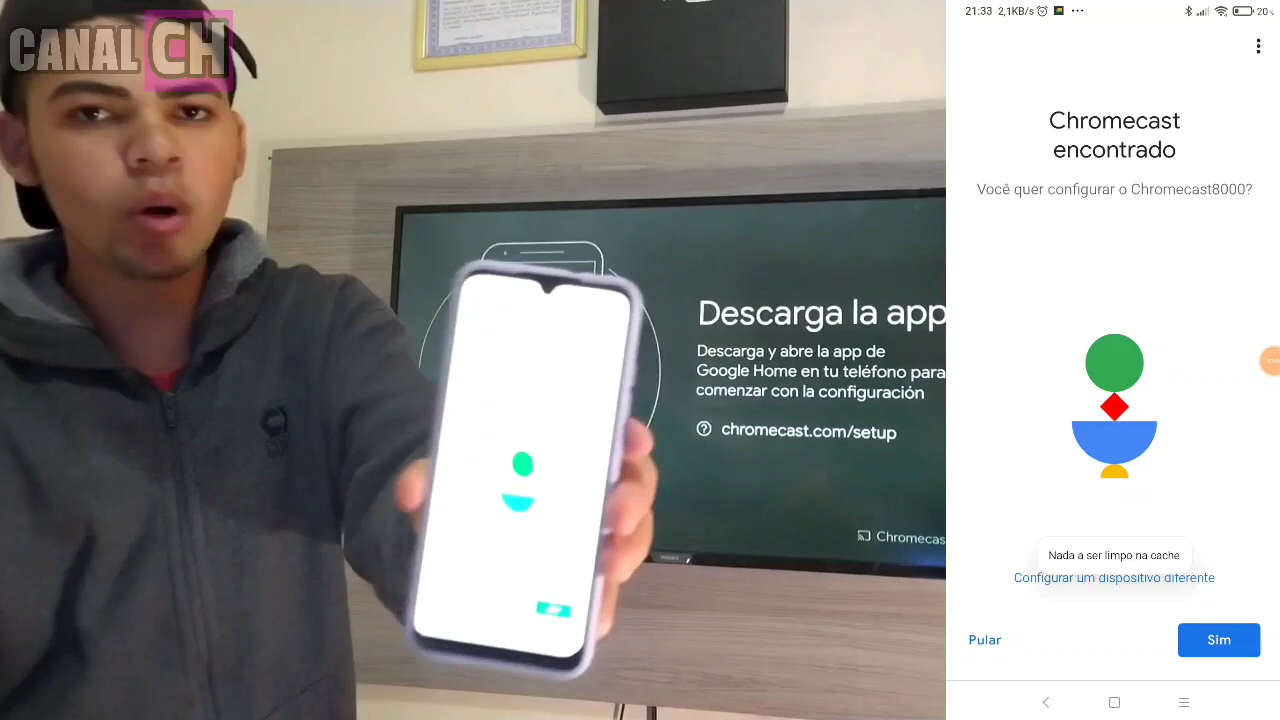 CANAL CH
Descarga la app
Descarga y abre la app de
Google Home en tu teléfono para
comenzar con la configuración
chromecast.com/setup
Chromecas
21:33 2,1KB/s
20
Chromecast
encontrado
Você quer configurar o Chromecast8000?
Nada a ser limpo na cache
Configurar um dispositivo diferente
Pular
Sim